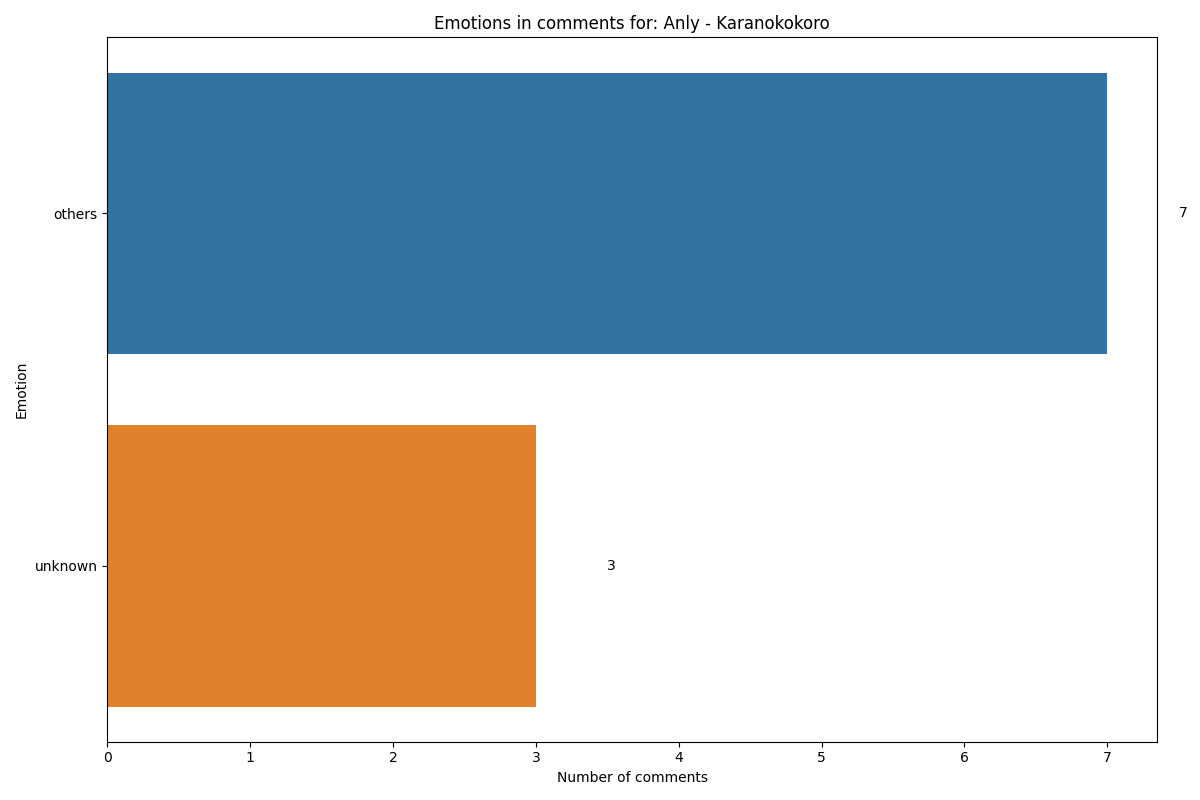 Emotions in comments for: Anly - Karanokokoro
others
7
Emotion
unknown
3
0 1 2 3 4 5 6 7
Number of comments